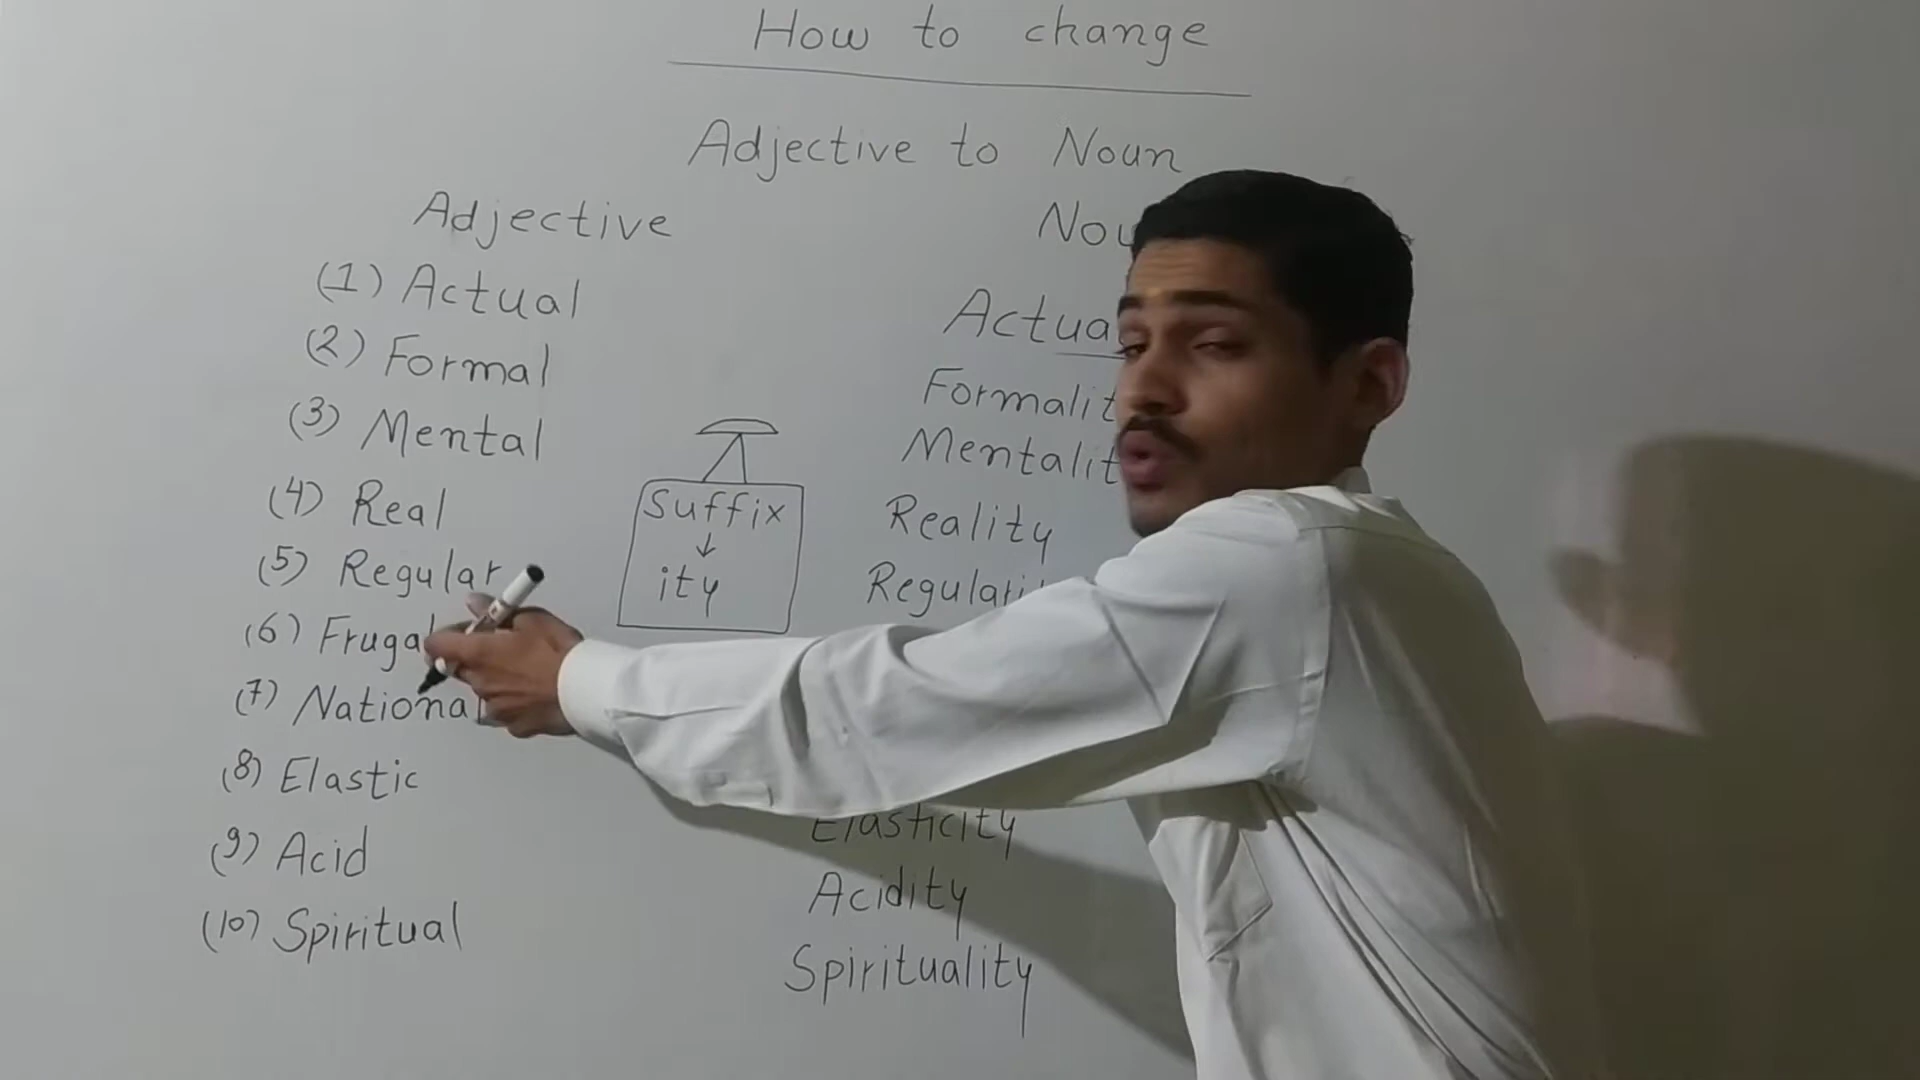 How to change
Adjective to Noun
Adjective
(1) Actual
(2) Formal
(3) Mental
(4) Real
(5) Regular
(6) Frugal
(7) National
(8) Elastic
(9) Acid
(10) Spiritual
Suffix
↓
ity
Reality
Elasticity
Acidity
Spirituality